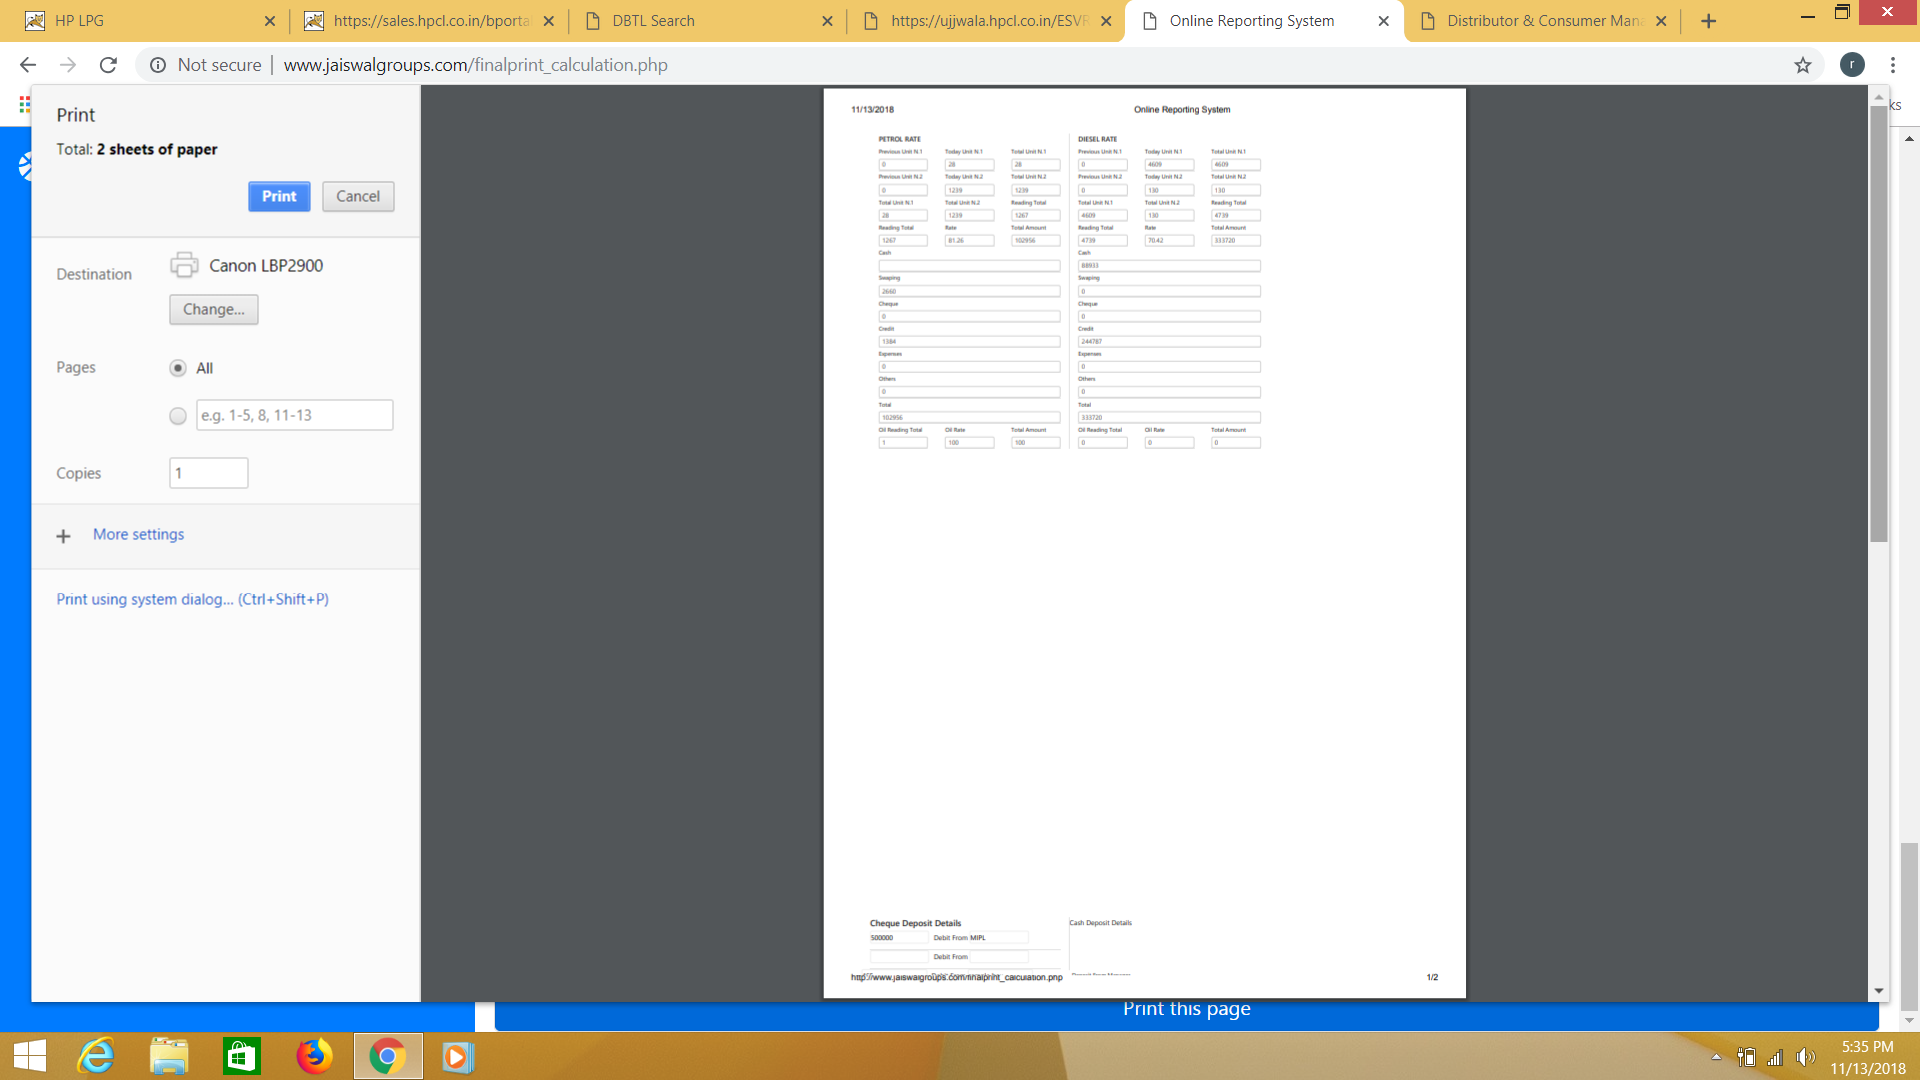 HP LPG
https://sales.hpcl.co.in/bporta
DBTL Search
https://ujjwala.hpcl.co.in/ESVR
Online Reporting System
Distributor & Consumer Man
Not secure
www.jaiswalgroups.com/finalprint_calculation.php
r
ks
Print
Total: 2 sheets of paper
Print Cancel
Destination Canon LBP2900
Change...
Pages All
e.g. 1-5, 8, 11-13
Copies 1
More settings
Print using system dialog... (Ctrl+Shift+P)
11/13/2018 Online Reporting System
PETROL RATE
Previous Unit N.1 Today Unit N.1 Total Unit N.1
0 28 28
Previous Unit N.2 Today Unit N.2 Total Unit N.2
0 1239 1239
Total Unit N.1 Total Unit N.2 Reading Total
28 1239 1267
Reading Total Rate Total Amount
1267 81.26 102956
Cash
Swaping
2660
Cheque
0
Credit
1384
Expenses
0
Others
0
Total
102956
Oil Reading Total Oil Rate Total Amount
1 100 100
DIESEL RATE
Previous Unit N.1 Today Unit N.1 Total Unit N.1
0 4609 4609
Previous Unit N.2 Today Unit N.2 Total Unit N.2
0 130 130
Total Unit N.1 Total Unit N.2 Reading Total
4609 130 4739
Reading Total Rate Total Amount
4739 70.42 333720
Cash
88933
Swaping
0
Cheque
0
Credit
244787
Expenses
0
Others
0
Total
333720
Oil Reading Total Oil Rate Total Amount
0 0 0
Cheque Deposit Details
500000 Debit From MIPL
Debit From
Cash Deposit Details
http://www.jaiswalgroups.com/finalprint_calculation.php 1/2
Print this page
5:35 PM
11/13/2018